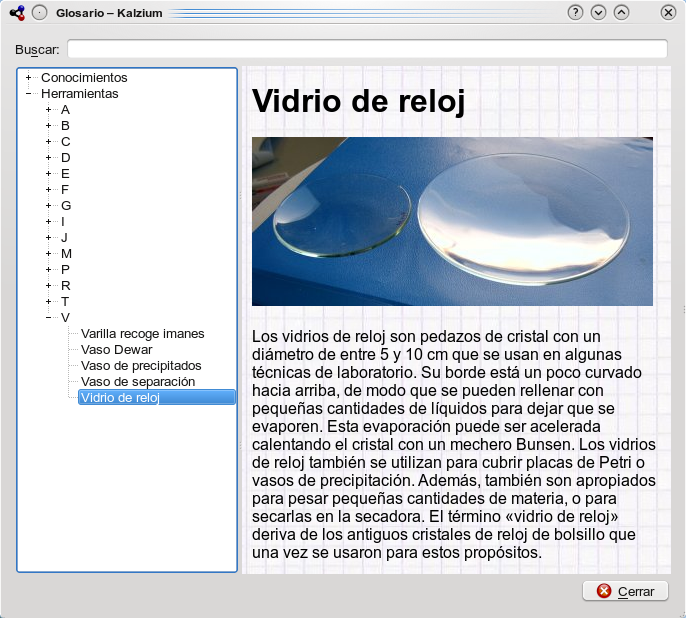 Glosario – Kalzium
Buscar:
Conocimientos
Herramientas
A
B
C
D
E
F
G
I
J
M
P
R
T
V
Varilla recoge imanes
Vaso Dewar
Vaso de precipitados
Vaso de separación
Vidrio de reloj
Vidrio de reloj
Los vidrios de reloj son pedazos de cristal con un
diámetro de entre 5 y 10 cm que se usan en algunas
técnicas de laboratorio. Su borde está un poco curvado
hacia arriba, de modo que se pueden rellenar con
pequeñas cantidades de líquidos para dejar que se
evaporen. Esta evaporación puede ser acelerada
calentando el cristal con un mechero Bunsen. Los vidrios
de reloj también se utilizan para cubrir placas de Petri o
vasos de precipitación. Además, también son apropiados
para pesar pequeñas cantidades de materia, o para
secarlas en la secadora. El término «vidrio de reloj»
deriva de los antiguos cristales de reloj de bolsillo que
una vez se usaron para estos propósitos.
Cerrar